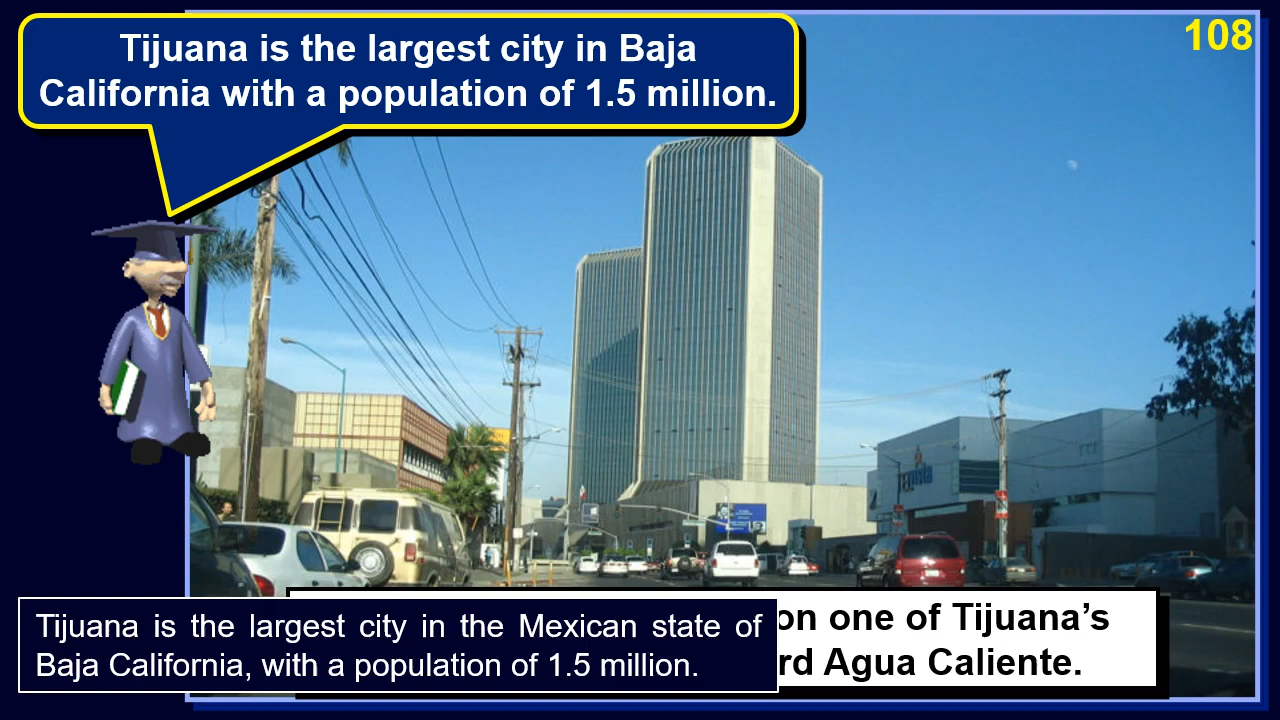 Tijuana is the largest city in Baja
California with a population of 1.5 million.
108
on one of Tijuana’s
rd Agua Caliente.
Tijuana is the largest city in the Mexican state of
Baja California, with a population of 1.5 million.